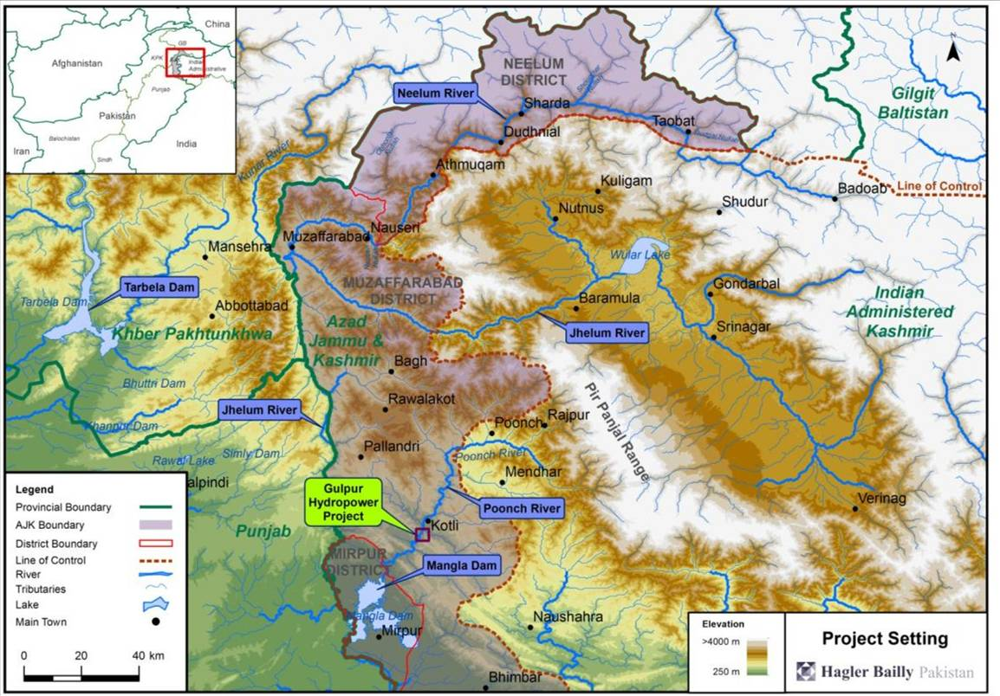 China
Afghanistan
GB
KPK
Indian
Administrative
Punjab
Pakistan
Balochistan
India
Iran
Sindh
NEELUM
DISTRICT
Neelum River
Sharda
Dudhnial
Taobat
Gilgit
Baltistan
N
Kunar River
Athmuqam
Kuligam
Nutnus
Shudur
Badoab
Line of Control
Mansehra
Muzaffarabad
Nauseri
Wular Lake
Tarbela Dam
Tarbela Dam
Abbottabad
MUZAFFARABAD
DISTRICT
Baramula
Gondarbal
Indian
Administered
Kashmir
Khber Pakhtunkhwa
Azad
Jammu &
Kashmir
Jhelum River
Srinagar
Bagh
Bhuttri Dam
Rawalakot
Pir Panjal Range
Jhelum River
Khanpur Dam
Poonch
Rajpur
Rawal Lake
Simly Dam
Pallandri
Poonch River
Mendhar
alpindi
Gulpur
Hydropower
Project
Poonch River
Verinag
Kotli
Punjab
MIRPUR
DISTRICT
Mangla Dam
Mangla Dam
Mirpur
Naushahra
Bhimbar
Legend
Provincial Boundary
AJK Boundary
District Boundary
Line of Control
River
Tributaries
Lake
Main Town
0 20 40 km
Elevation
>4000 m
250 m
Project Setting
Hagler Bailly Pakistan